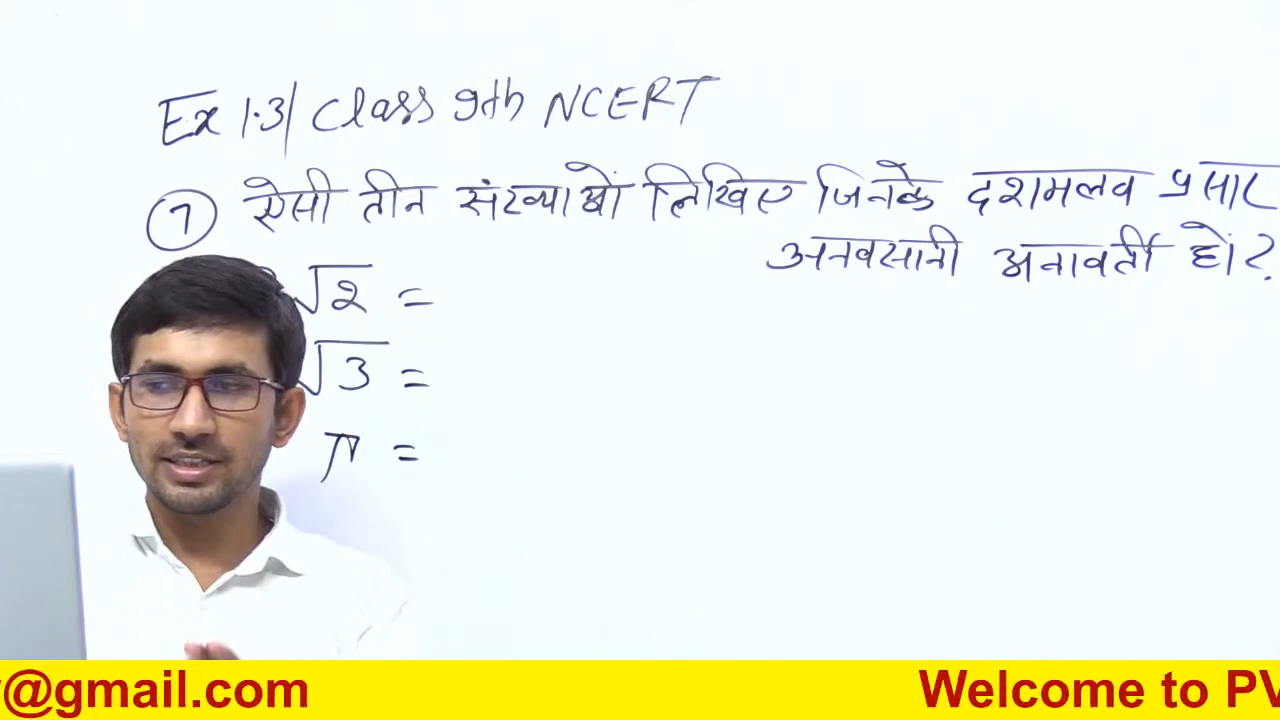 Ex 1.3/ Class 9th NCERT
7 ऐसी तीन संख्याओं लिखिए जिनके दशमलव प्रसार
अनवसानी अनावर्ती हों?
√2 =
√3 =
π =
@gmail.com Welcome to PV